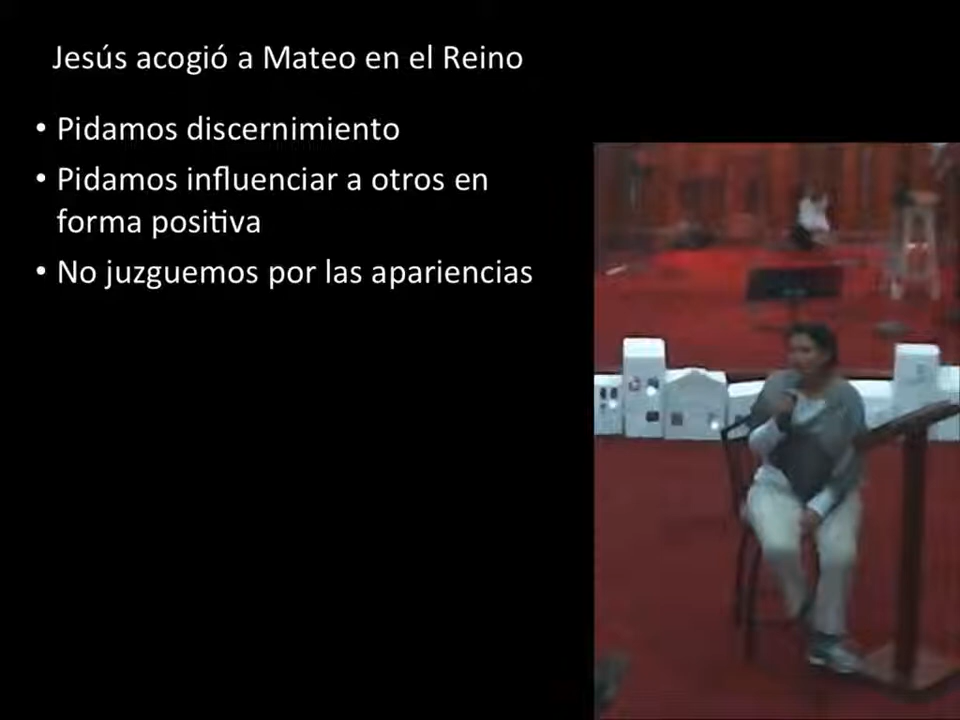 Jesús acogió a Mateo en el Reino
• Pidamos discernimiento
• Pidamos influenciar a otros en
forma positiva
• No juzguemos por las apariencias